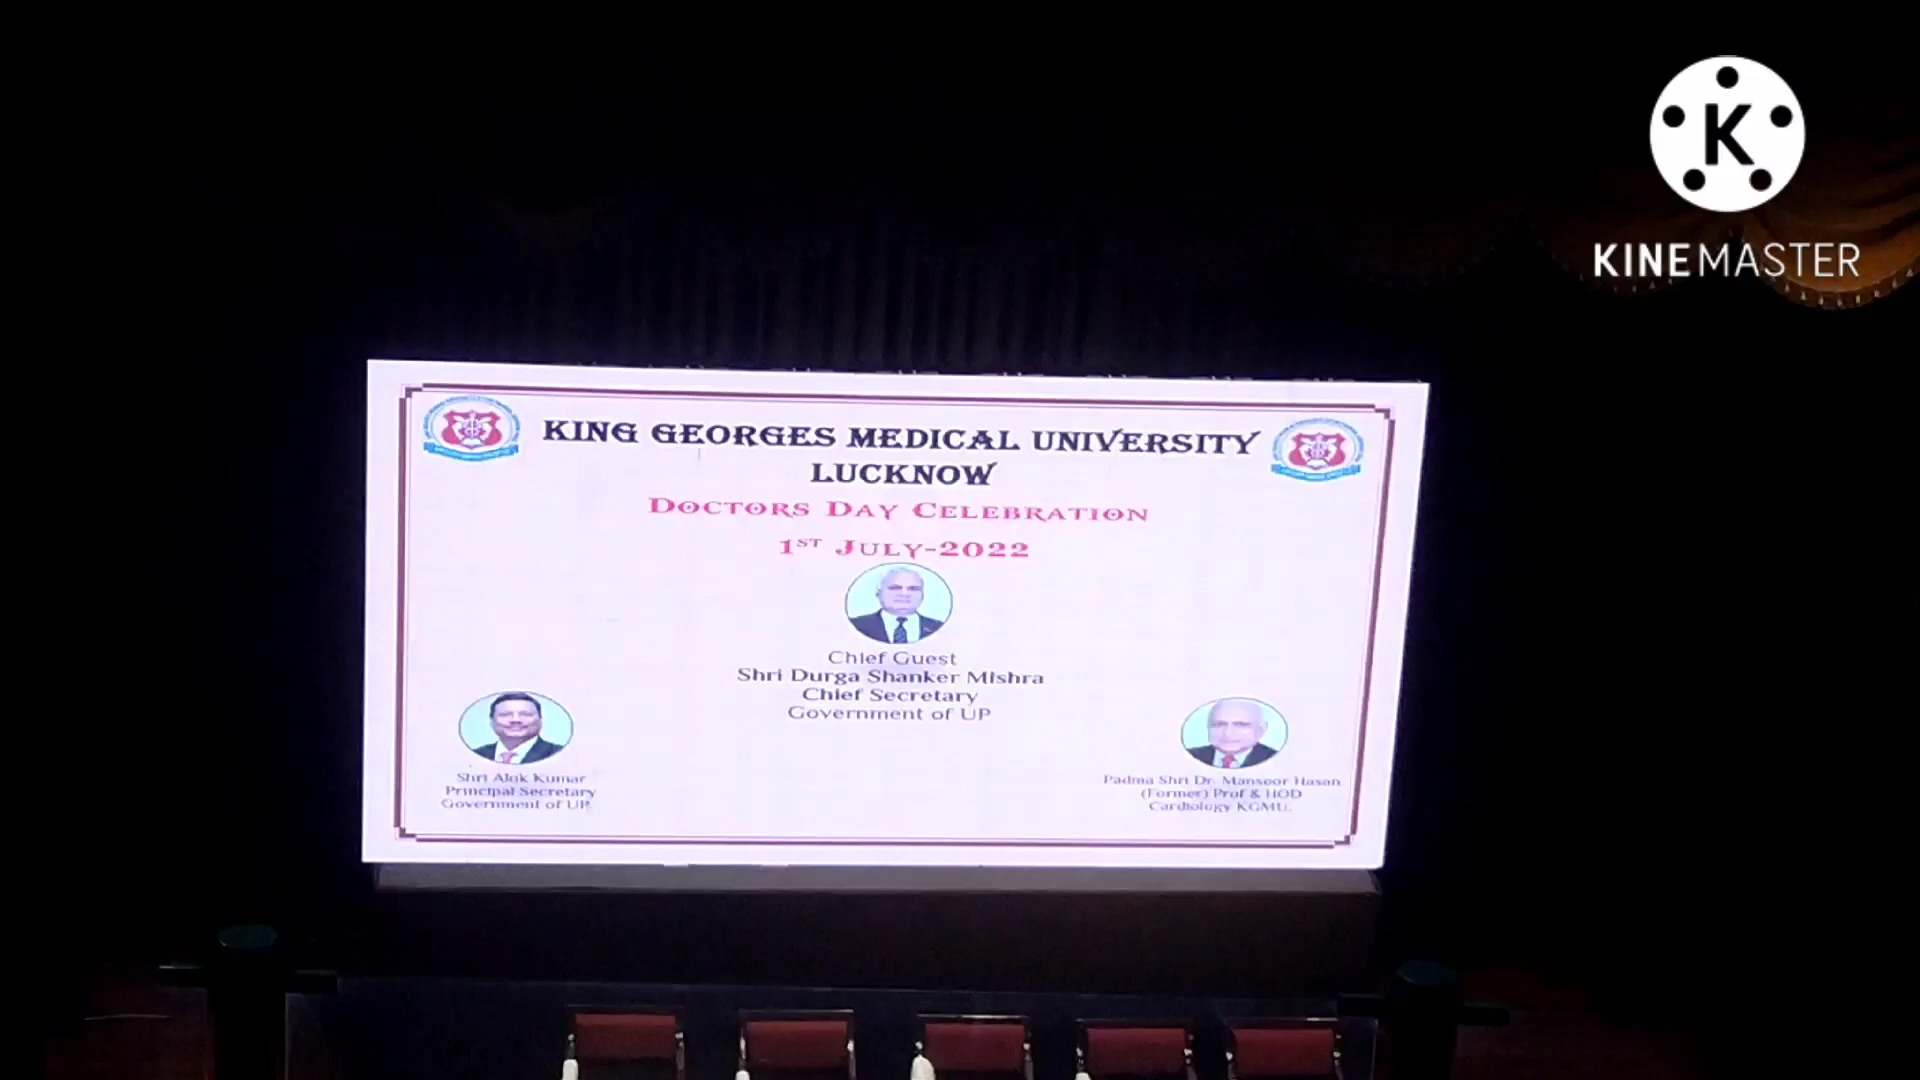 K
KINEMASTER
KING GEORGES MEDICAL UNIVERSITY
LUCKNOW
DOCTORS DAY CELEBRATION
1ST JULY-2022
Chief Guest
Shri Durga Shanker Mishra
Chief Secretary
Government of UP
Shri Alok Kumar
Principal Secretary
Government of UP
Padma Shri Dr. Mansoor Hasan
(Former) Prof & HOD
Cardiology KGMU.